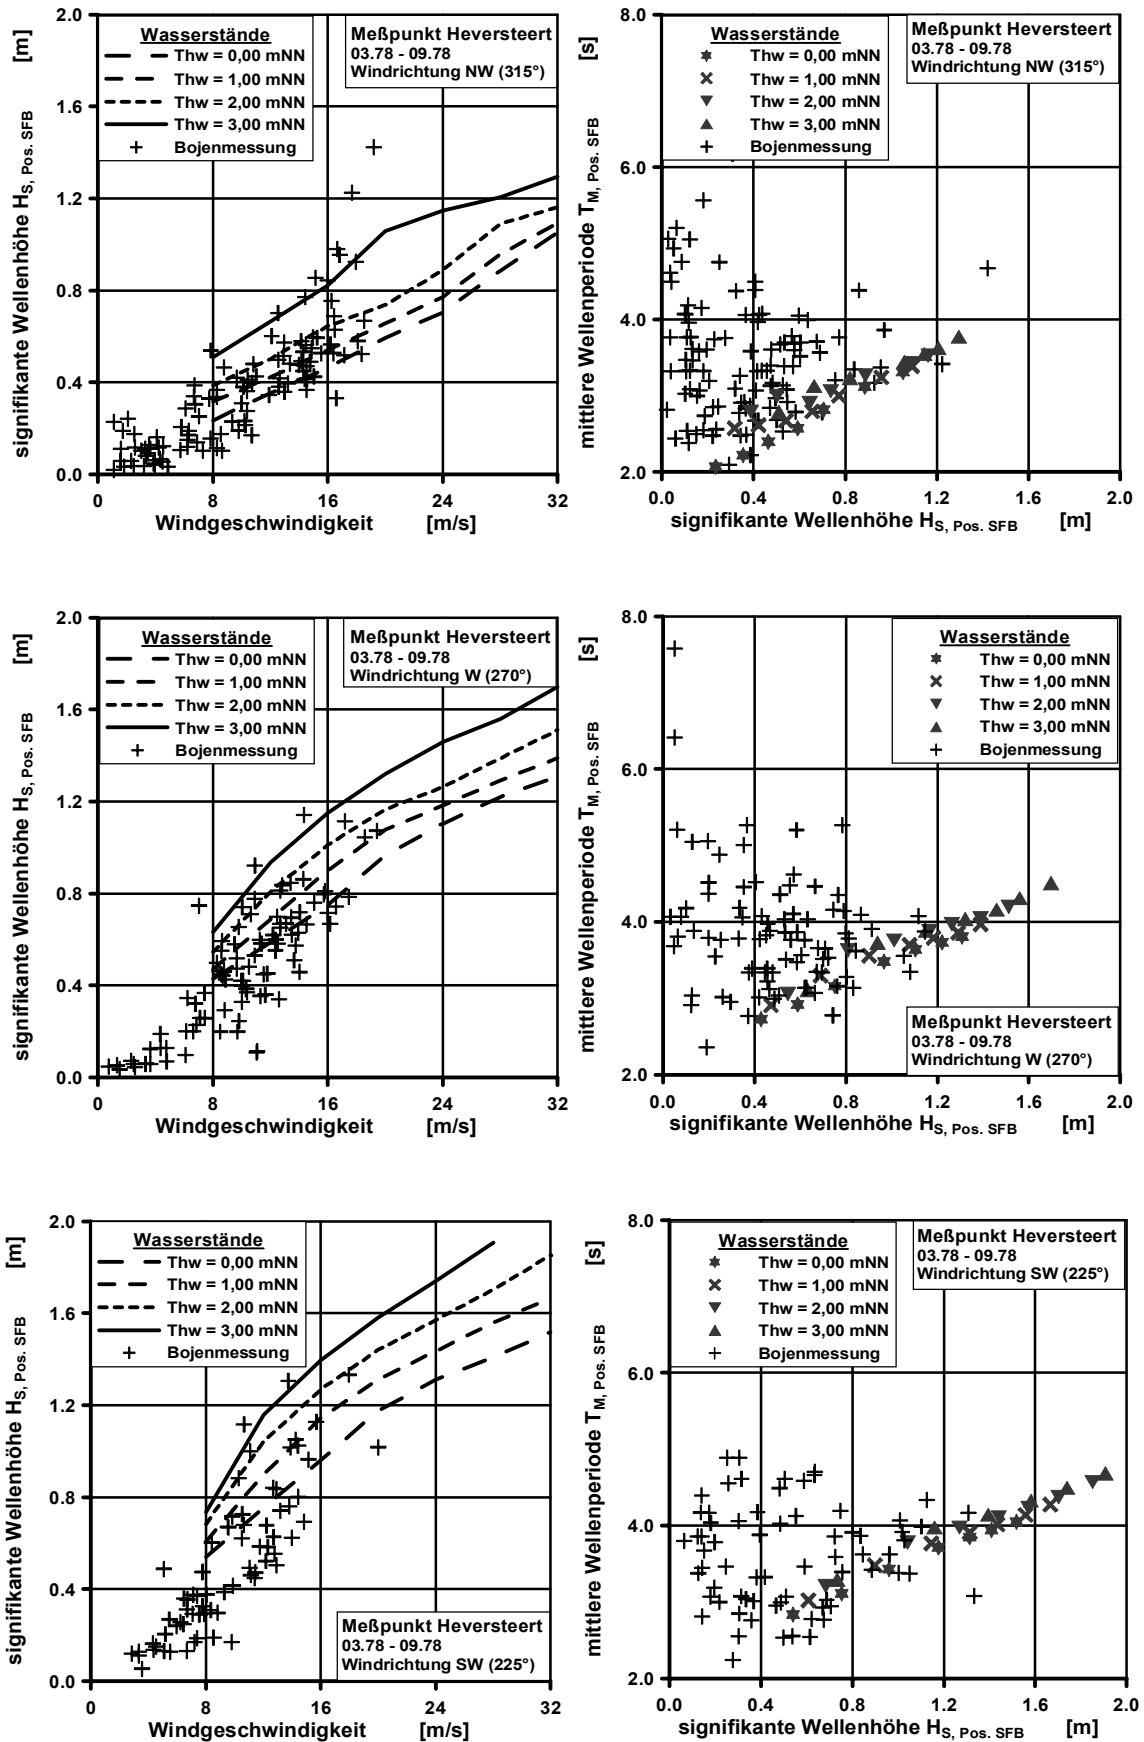 2.0
1.6
1.2
0.8
0.4
0.0
signifikante Wellenhöhe HS, Pos. SFB [m]
Wasserstände
Thw = 0,00 mNN
Thw = 1,00 mNN
Thw = 2,00 mNN
Thw = 3,00 mNN
Bojenmessung
Meßpunkt Heversteert
03.78 - 09.78
Windrichtung NW (315°)
0 8 16 24 32
Windgeschwindigkeit [m/s]
8.0
6.0
4.0
2.0
mittlere Wellenperiode TM, Pos. SFB [s]
Wasserstände
Thw = 0,00 mNN
Thw = 1,00 mNN
Thw = 2,00 mNN
Thw = 3,00 mNN
Bojenmessung
Meßpunkt Heversteert
03.78 - 09.78
Windrichtung NW (315°)
0.0 0.4 0.8 1.2 1.6 2.0
signifikante Wellenhöhe HS, Pos. SFB [m]
2.0
1.6
1.2
0.8
0.4
0.0
signifikante Wellenhöhe HS, Pos. SFB [m]
Wasserstände
Thw = 0,00 mNN
Thw = 1,00 mNN
Thw = 2,00 mNN
Thw = 3,00 mNN
Bojenmessung
Meßpunkt Heversteert
03.78 - 09.78
Windrichtung W (270°)
0 8 16 24 32
Windgeschwindigkeit [m/s]
8.0
6.0
4.0
2.0
mittlere Wellenperiode TM, Pos. SFB [s]
Wasserstände
Thw = 0,00 mNN
Thw = 1,00 mNN
Thw = 2,00 mNN
Thw = 3,00 mNN
Bojenmessung
Meßpunkt Heversteert
03.78 - 09.78
Windrichtung W (270°)
0.0 0.4 0.8 1.2 1.6 2.0
signifikante Wellenhöhe HS, Pos. SFB [m]
2.0
1.6
1.2
0.8
0.4
0.0
signifikante Wellenhöhe HS, Pos. SFB [m]
Wasserstände
Thw = 0,00 mNN
Thw = 1,00 mNN
Thw = 2,00 mNN
Thw = 3,00 mNN
Bojenmessung
Meßpunkt Heversteert
03.78 - 09.78
Windrichtung SW (225°)
0 8 16 24 32
Windgeschwindigkeit [m/s]
8.0
6.0
4.0
2.0
mittlere Wellenperiode TM, Pos. SFB [s]
Wasserstände
Thw = 0,00 mNN
Thw = 1,00 mNN
Thw = 2,00 mNN
Thw = 3,00 mNN
Bojenmessung
Meßpunkt Heversteert
03.78 - 09.78
Windrichtung SW (225°)
0.0 0.4 0.8 1.2 1.6 2.0
signifikante Wellenhöhe HS, Pos. SFB [m]